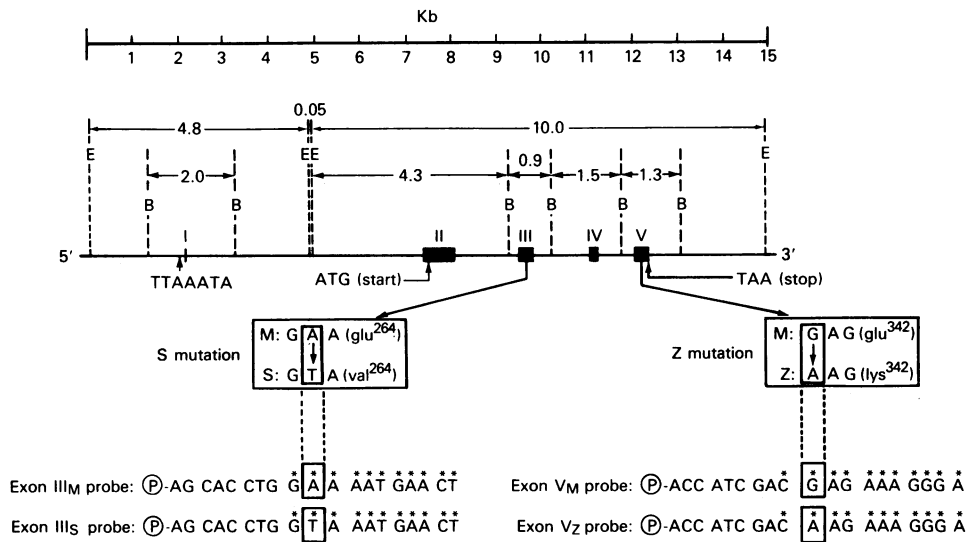 Kb
1 2 3 4 5 6 7 8 9 10 11 12 13 14 15
0.05
4.8 10.0
E EE E
0.9
2.0 4.3 1.5 1.3
B B B B B B
I II III IV V
5′ 3′
TTAAATA ATG (start) TAA (stop)
S mutation
M: G A A (glu264)
S: G T A (val264)
Z mutation
M: G AG (glu342)
Z: A AG (lys342)
* * * *** *** **
Exon IIIM probe: P-AG CAC CTG G A A AAT GAA CT
* * ** *** ***
Exon VM probe: P-ACC ATC GAC G AG AAA GGG A
* * * *** *** **
Exon IIIS probe: P-AG CAC CTG G T A AAT GAA CT
Exon VZ probe: P-ACC ATC GAC A AG AAA GGG A